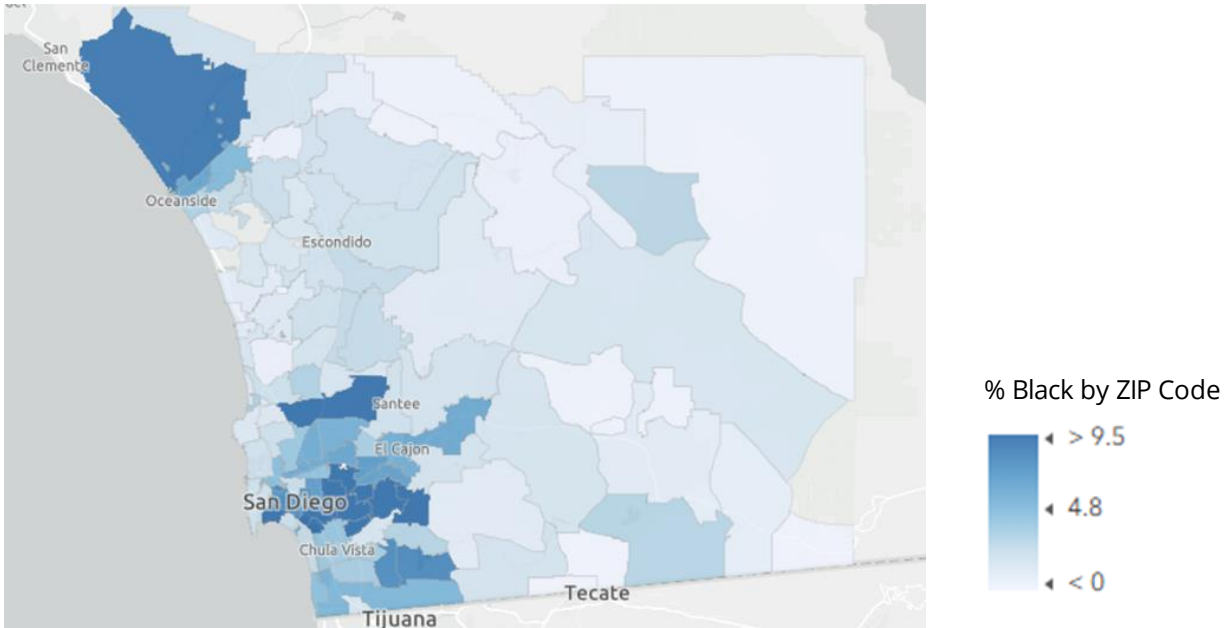 San
Clemente
Oceanside
Escondido
Santee
El Cajon
San Diego
Chula Vista
Tecate
Tijuana
% Black by ZIP Code
> 9.5
4.8
< 0